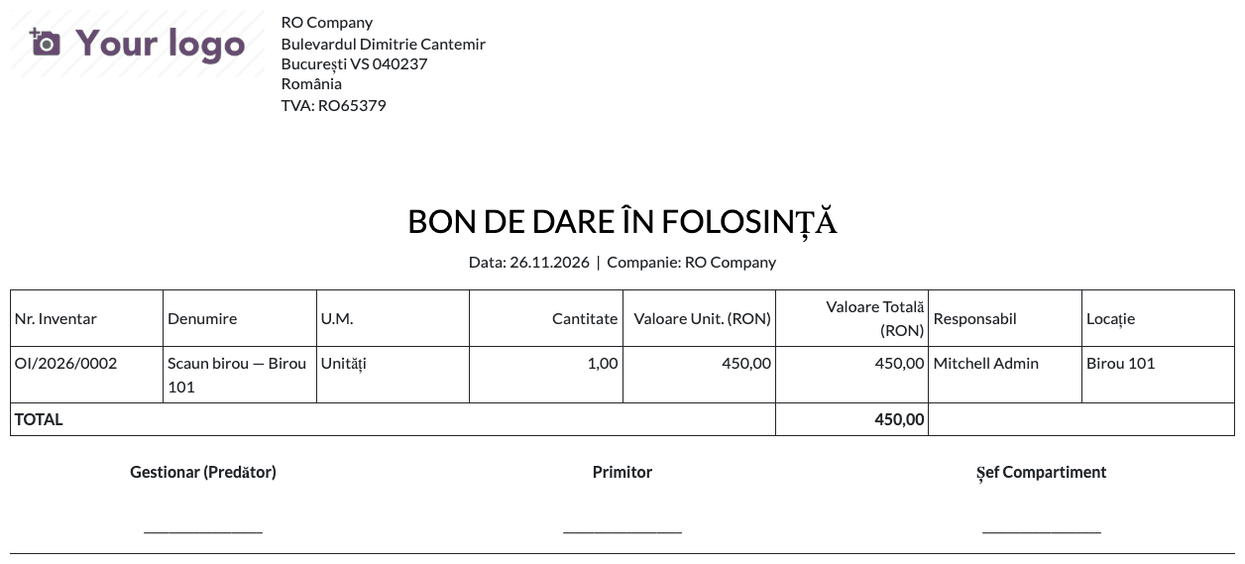 Your logo
RO Company
Bulevardul Dimitrie Cantemir
București VS 040237
România
TVA: RO65379
BON DE DARE ÎN FOLOSINȚĂ
Data: 26.11.2026 | Companie: RO Company
Nr. Inventar Denumire U.M. Cantitate Valoare Unit. (RON) Valoare Totală (RON) Responsabil Locație
OI/2026/0002 Scaun birou — Birou 101 Unități 1,00 450,00 450,00 Mitchell Admin Birou 101
TOTAL 450,00
Gestionar (Predător) Primitor Șef Compartiment